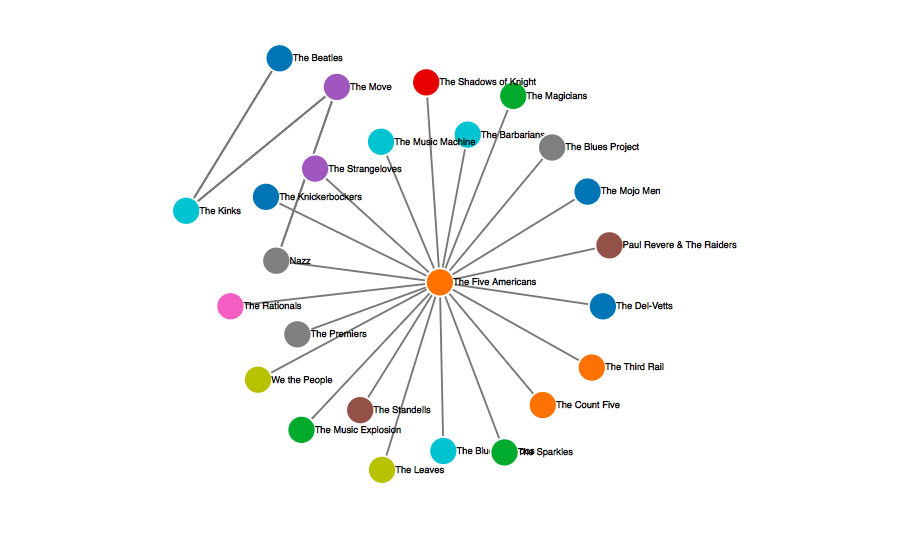 The Beatles
The Move
The Shadows of Knight
The Magicians
The Barbarians
The Music Machine
The Blues Project
The Strangeloves
The Mojo Men
The Knickerbockers
The Kinks
Paul Revere & The Raiders
Nazz
The Five Americans
The Rationals
The Del-Vetts
The Premiers
The Third Rail
We the People
The Count Five
The Standells
The Music Explosion
The
The Sparkles
The Leaves